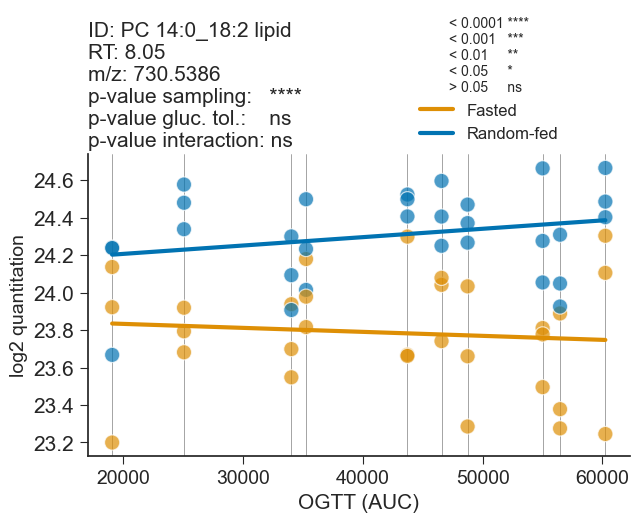 ID: PC 14:0_18:2 lipid
RT: 8.05
m/z: 730.5386
p-value sampling: ****
p-value gluc. tol.: ns
p-value interaction: ns
< 0.0001 ****
< 0.001 ***
< 0.01 **
< 0.05 *
> 0.05 ns
Fasted
Random-fed
log2 quantitation
24.6
24.4
24.2
24.0
23.8
23.6
23.4
23.2
20000 30000 40000 50000 60000
OGTT (AUC)